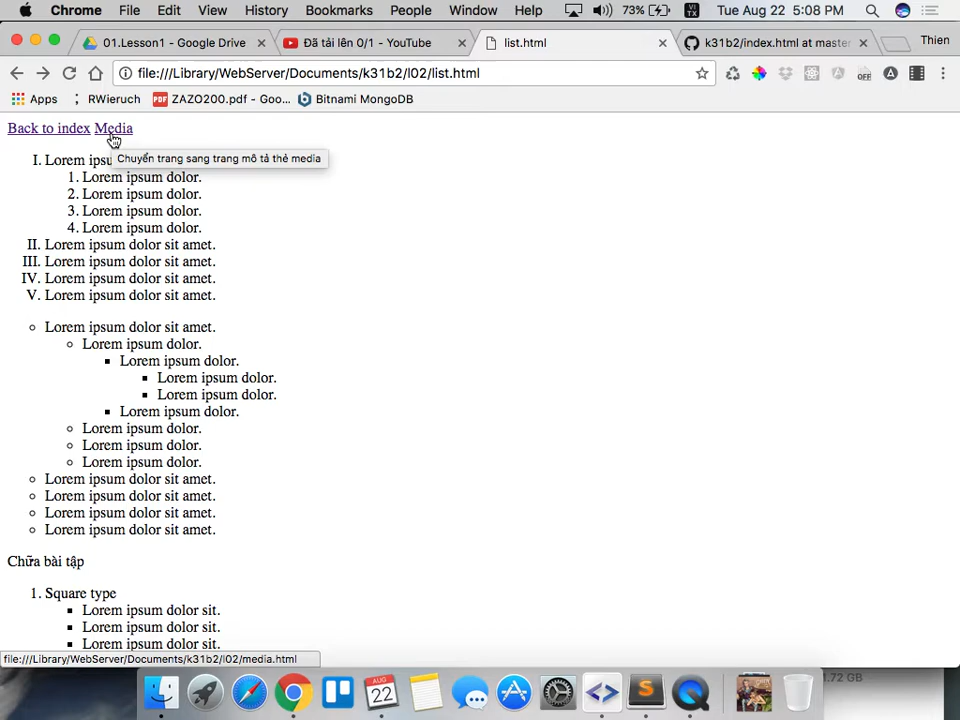 Chrome File Edit View History Bookmarks People Window Help 73% VI TX Tue Aug 22 5:08 PM
01.Lesson1 - Google Drive Đã tải lên 0/1 - YouTube list.html k31b2/index.html at master Thien
file:///Library/WebServer/Documents/k31b2/l02/list.html OFF
Apps RWieruch PDF ZAZO200.pdf - Goo... Bitnami MongoDB
Back to index Media
Chuyển trang sang trang mô tả thẻ media
I. Lorem ipsu
1. Lorem ipsum dolor.
2. Lorem ipsum dolor.
3. Lorem ipsum dolor.
4. Lorem ipsum dolor.
II. Lorem ipsum dolor sit amet.
III. Lorem ipsum dolor sit amet.
IV. Lorem ipsum dolor sit amet.
V. Lorem ipsum dolor sit amet.
Lorem ipsum dolor sit amet.
Lorem ipsum dolor.
Lorem ipsum dolor.
Lorem ipsum dolor.
Lorem ipsum dolor.
Lorem ipsum dolor.
Lorem ipsum dolor.
Lorem ipsum dolor.
Lorem ipsum dolor.
Lorem ipsum dolor sit amet.
Lorem ipsum dolor sit amet.
Lorem ipsum dolor sit amet.
Lorem ipsum dolor sit amet.
Chữa bài tập
1. Square type
Lorem ipsum dolor sit.
Lorem ipsum dolor sit.
Lorem ipsum dolor sit.
file:///Library/WebServer/Documents/k31b2/l02/media.html
1.72 GB
AUG
22